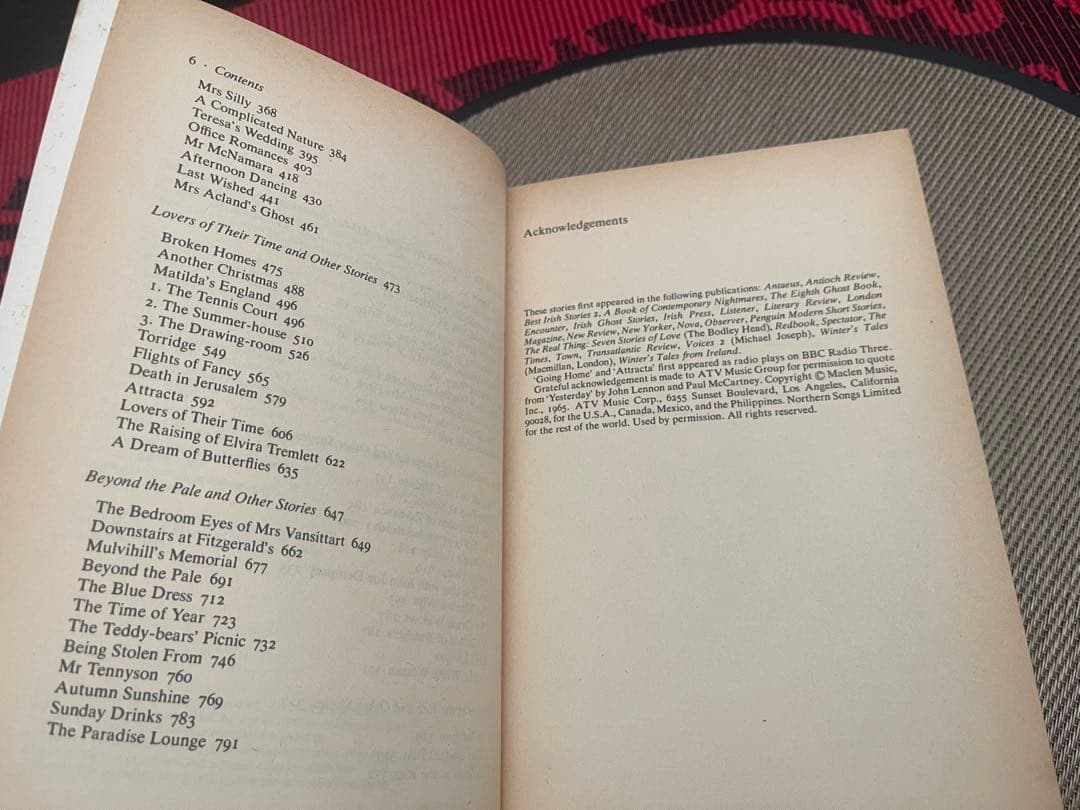 6 · Contents
Mrs Silly 368
A Complicated Nature 384
Teresa's Wedding 395
Office Romances 403
Mr McNamara 418
Afternoon Dancing 430
Last Wished 441
Mrs Acland's Ghost 461
Lovers of Their Time and Other Stories 473
Broken Homes 475
Another Christmas 488
Matilda's England 496
1. The Tennis Court 496
2. The Summer-house 510
3. The Drawing-room 526
Torridge 549
Flights of Fancy 565
Death in Jerusalem 579
Attracta 592
Lovers of Their Time 606
The Raising of Elvira Tremlett 622
A Dream of Butterflies 635
Beyond the Pale and Other Stories 647
The Bedroom Eyes of Mrs Vansittart 649
Downstairs at Fitzgerald's 662
Mulvihill's Memorial 677
Beyond the Pale 691
The Blue Dress 712
The Time of Year 723
The Teddy-bears' Picnic 732
Being Stolen From 746
Mr Tennyson 760
Autumn Sunshine 769
Sunday Drinks 783
The Paradise Lounge 791
Acknowledgements
These stories first appeared in the following publications: Antaeus, Antioch Review,
Best Irish Stories 2, A Book of Contemporary Nightmares, The Eighth Ghost Book,
Encounter, Irish Ghost Stories, Irish Press, Listener, Literary Review, London
Magazine, New Review, New Yorker, Nova, Observer, Penguin Modern Short Stories,
The Real Thing: Seven Stories of Love (The Bodley Head), Redbook, Spectator, The
Times, Town, Transatlantic Review, Voices 2 (Michael Joseph), Winter's Tales
(Macmillan, London), Winter's Tales from Ireland.
'Going Home' and 'Attracta' first appeared as radio plays on BBC Radio Three.
Grateful acknowledgement is made to ATV Music Group for permission to quote
from 'Yesterday' by John Lennon and Paul McCartney. Copyright © Maclen Music,
Inc., 1965. ATV Music Corp., 6255 Sunset Boulevard, Los Angeles, California
90028, for the U.S.A., Canada, Mexico, and the Philippines. Northern Songs Limited
for the rest of the world. Used by permission. All rights reserved.